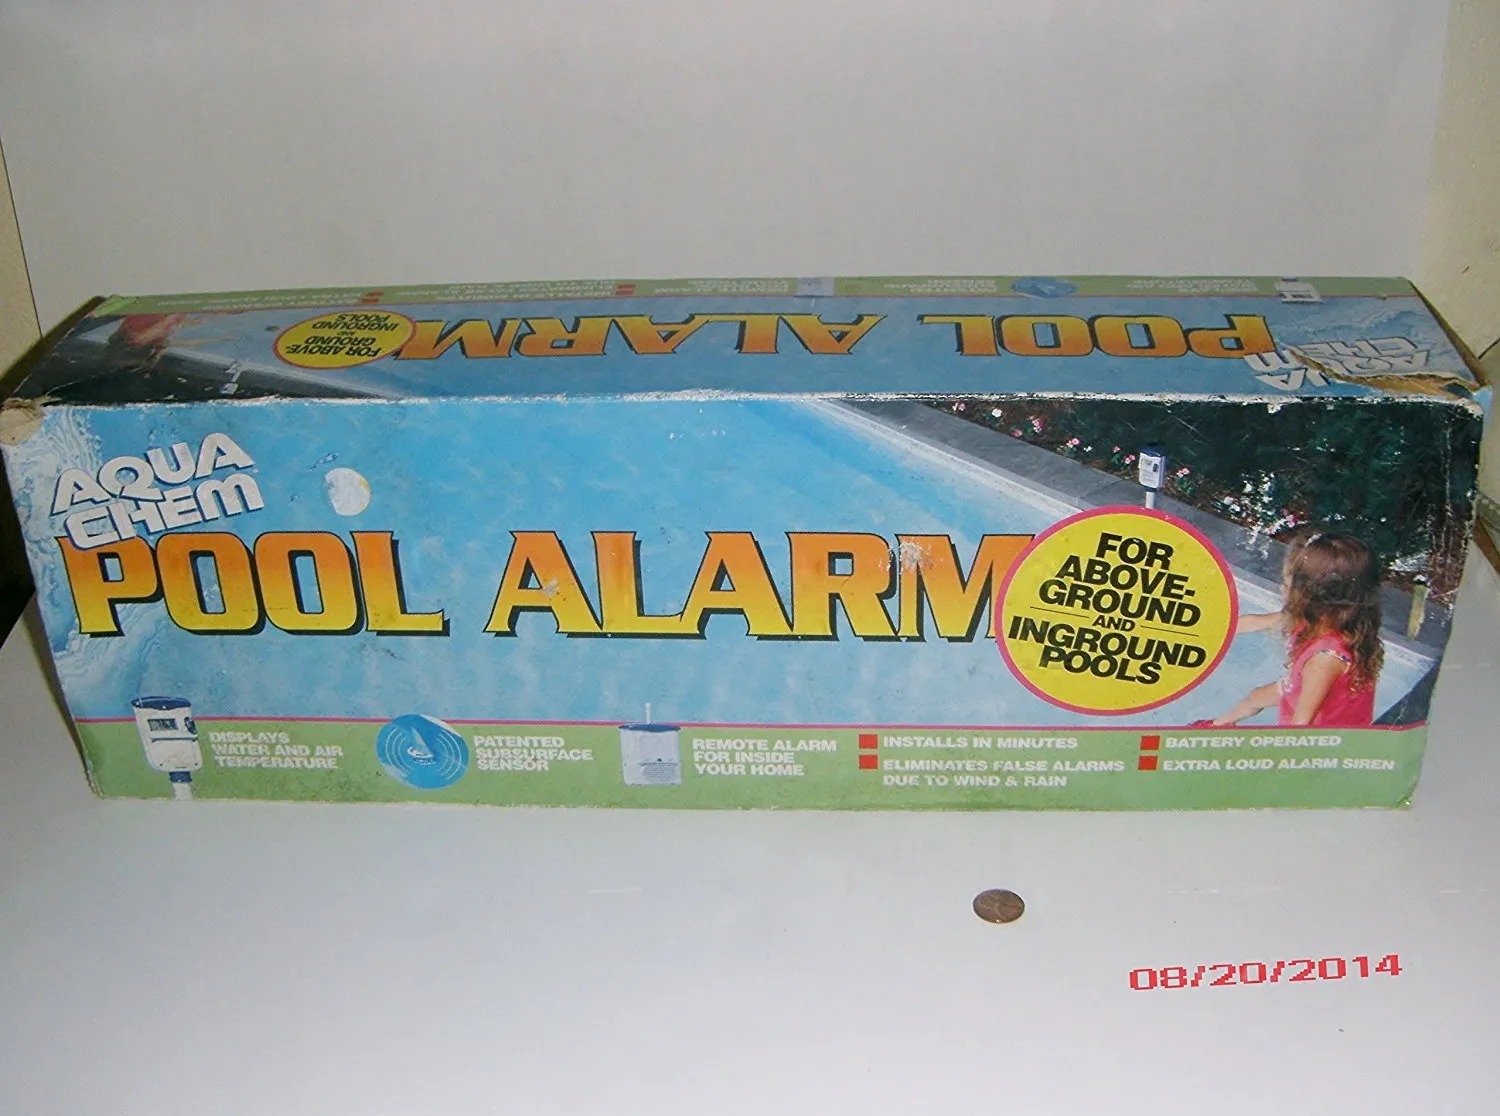 POOL ALARM
FOR ABOVE-
GROUND
AND
INGROUND
POOLS
AQUA
CHEM
POOL ALARM
FOR
ABOVE-
GROUND
AND
INGROUND
POOLS
DISPLAYS
WATER AND AIR
TEMPERATURE
PATENTED
SUBSURFACE
SENSOR
REMOTE ALARM
FOR INSIDE
YOUR HOME
INSTALLS IN MINUTES
ELIMINATES FALSE ALARMS
DUE TO WIND & RAIN
BATTERY OPERATED
EXTRA LOUD ALARM SIREN
08/20/2014